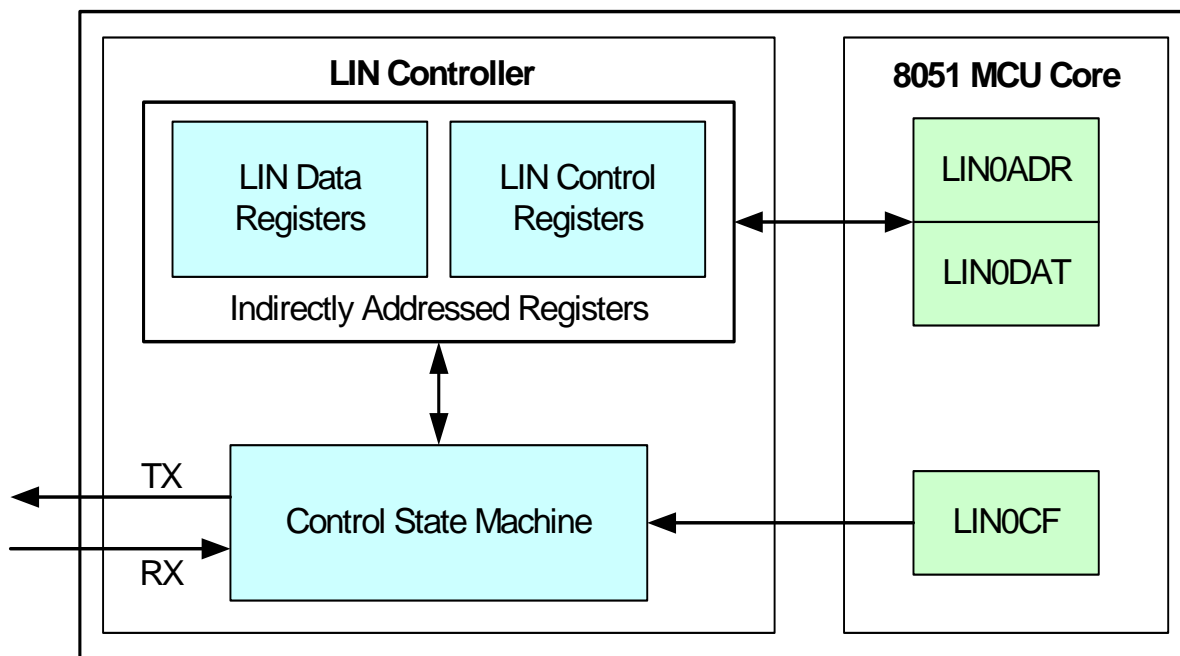 LIN Controller
8051 MCU Core
LIN Data
Registers
LIN Control
Registers
Indirectly Addressed Registers
LIN0ADR
LIN0DAT
TX
RX
Control State Machine
LIN0CF